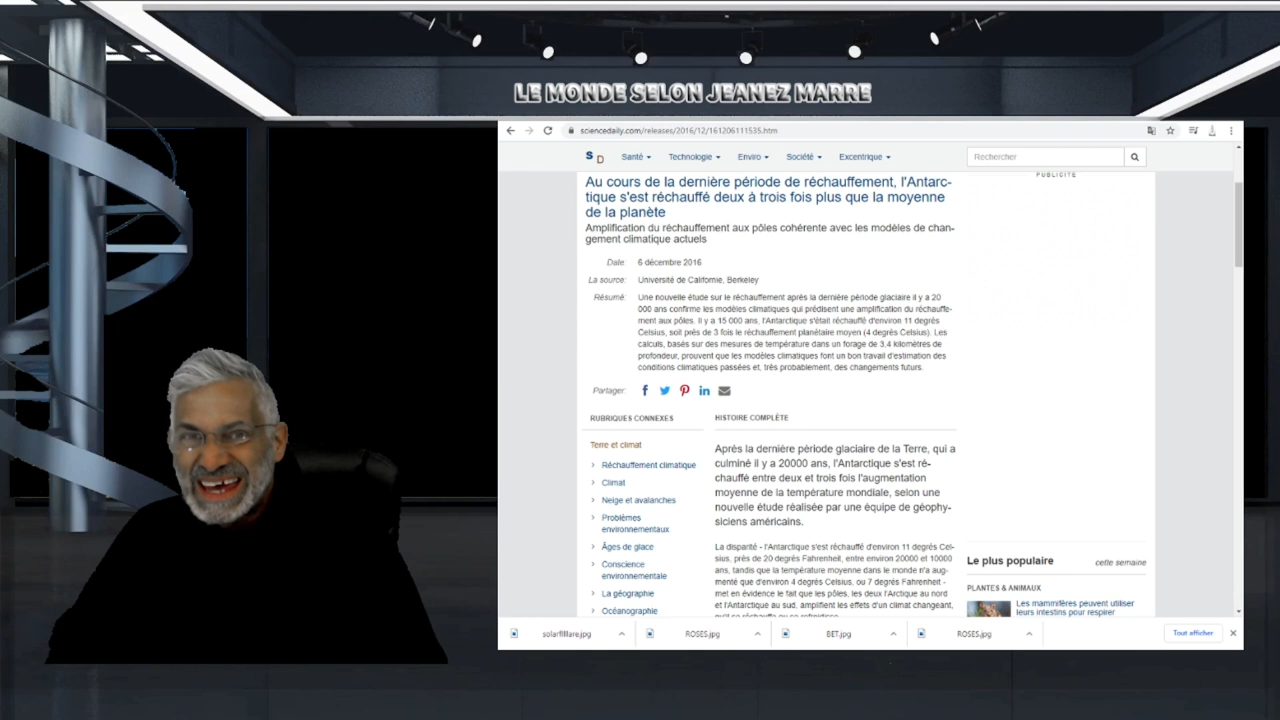 LE MONDE SELON JEANEZ MARRE
sciencedaily.com/releases/2016/12/161206111535.htm
S D
Santé Technologie Enviro Société Excentrique Rechercher
PUBLICITÉ
Au cours de la dernière période de réchauffement, l'Antarc-
tique s'est réchauffé deux à trois fois plus que la moyenne
de la planète
Amplification du réchauffement aux pôles cohérente avec les modèles de chan-
gement climatique actuels
Date: 6 décembre 2016
La source: Université de Californie, Berkeley
Résumé: Une nouvelle étude sur le réchauffement après la dernière période glaciaire il y a 20
000 ans confirme les modèles climatiques qui prédisent une amplification du réchauffe-
ment aux pôles. Il y a 15 000 ans, l'Antarctique s'était réchauffé d'environ 11 degrés
Celsius, soit près de 3 fois le réchauffement planétaire moyen (4 degrés Celsius). Les
calculs, basés sur des mesures de température dans un forage de 3,4 kilomètres de
profondeur, prouvent que les modèles climatiques font un bon travail d'estimation des
conditions climatiques passées et, très probablement, des changements futurs.
Partager:
RUBRIQUES CONNEXES
Terre et climat
Réchauffement climatique
Climat
Neige et avalanches
Problèmes
environnementaux
Âges de glace
Conscience
environnementale
La géographie
Océanographie
HISTOIRE COMPLÈTE
Après la dernière période glaciaire de la Terre, qui a
culminé il y a 20000 ans, l'Antarctique s'est ré-
chauffé entre deux et trois fois l'augmentation
moyenne de la température mondiale, selon une
nouvelle étude réalisée par une équipe de géophy-
siciens américains.
La disparité - l'Antarctique s'est réchauffé d'environ 11 degrés Cel-
sius, près de 20 degrés Fahrenheit, entre environ 20000 et 10000
ans, tandis que la température moyenne dans le monde n'a aug-
menté que d'environ 4 degrés Celsius, ou 7 degrés Fahrenheit -
met en évidence le fait que les pôles, les deux l'Arctique au nord
et l'Antarctique au sud, amplifient les effets d'un climat changeant,
qu'il se réchauffe ou se refroidisse.
Le plus populaire cette semaine
PLANTES & ANIMAUX
Les mammifères peuvent utiliser
leurs intestins pour respirer
solarfllllare.jpg ROSES.jpg BET.jpg ROSES.jpg Tout afficher